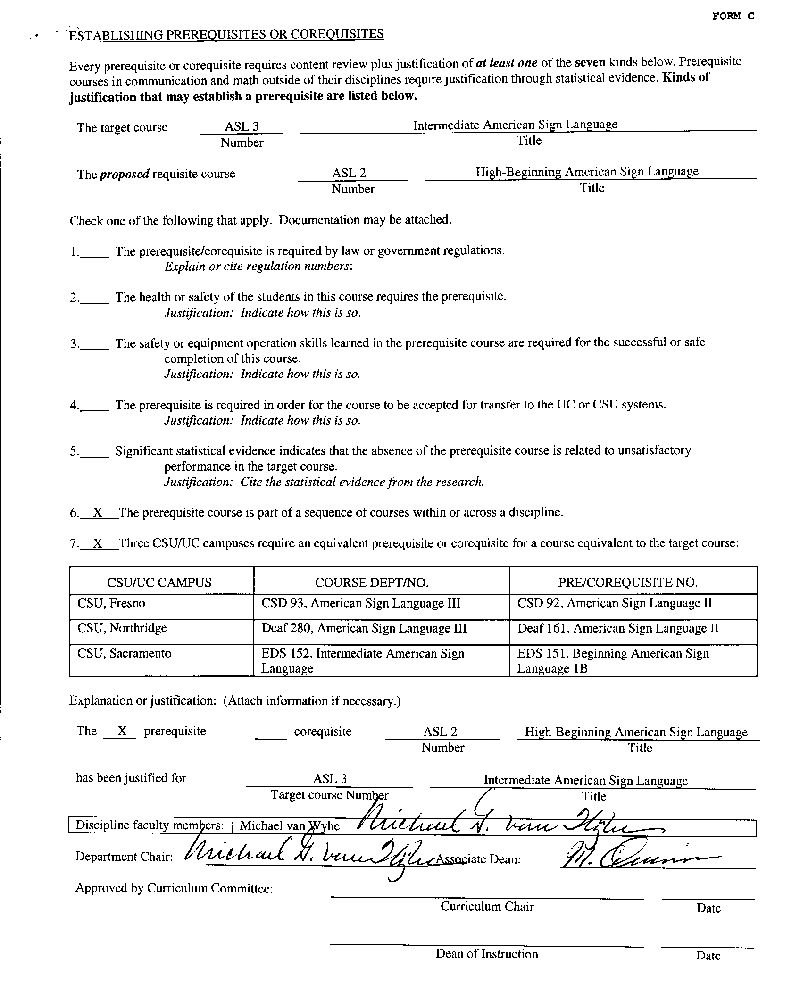 FORM C
ESTABLISHING PREREQUISITES OR COREQUISITES
Every prerequisite or corequisite requires content review plus justification of at least one of the seven kinds below. Prerequisite
courses in communication and math outside of their disciplines require justification through statistical evidence. Kinds of
justification that may establish a prerequisite are listed below.
The target course ASL 3 Intermediate American Sign Language
Number Title
The proposed requisite course ASL 2 High-Beginning American Sign Language
Number Title
Check one of the following that apply. Documentation may be attached.
1.____ The prerequisite/corequisite is required by law or government regulations.
Explain or cite regulation numbers:
2.____ The health or safety of the students in this course requires the prerequisite.
Justification: Indicate how this is so.
3.____ The safety or equipment operation skills learned in the prerequisite course are required for the successful or safe
completion of this course.
Justification: Indicate how this is so.
4.____ The prerequisite is required in order for the course to be accepted for transfer to the UC or CSU systems.
Justification: Indicate how this is so.
5.____ Significant statistical evidence indicates that the absence of the prerequisite course is related to unsatisfactory
performance in the target course.
Justification: Cite the statistical evidence from the research.
6. X The prerequisite course is part of a sequence of courses within or across a discipline.
7. X Three CSU/UC campuses require an equivalent prerequisite or corequisite for a course equivalent to the target course:
CSU/UC CAMPUS COURSE DEPT/NO. PRE/COREQUISITE NO.
CSU, Fresno CSD 93, American Sign Language III CSD 92, American Sign Language II
CSU, Northridge Deaf 280, American Sign Language III Deaf 161, American Sign Language II
CSU, Sacramento EDS 152, Intermediate American Sign EDS 151, Beginning American Sign
Language Language 1B
Explanation or justification: (Attach information if necessary.)
The X prerequisite ____ corequisite ASL 2 High-Beginning American Sign Language
Number Title
has been justified for ASL 3 Intermediate American Sign Language
Target course Number Title
Discipline faculty members: Michael van Wyhe Michael G. van Wyhe
Department Chair: Michael G. van Wyhe Associate Dean: M. Quinn
Approved by Curriculum Committee:
Curriculum Chair Date
Dean of Instruction Date